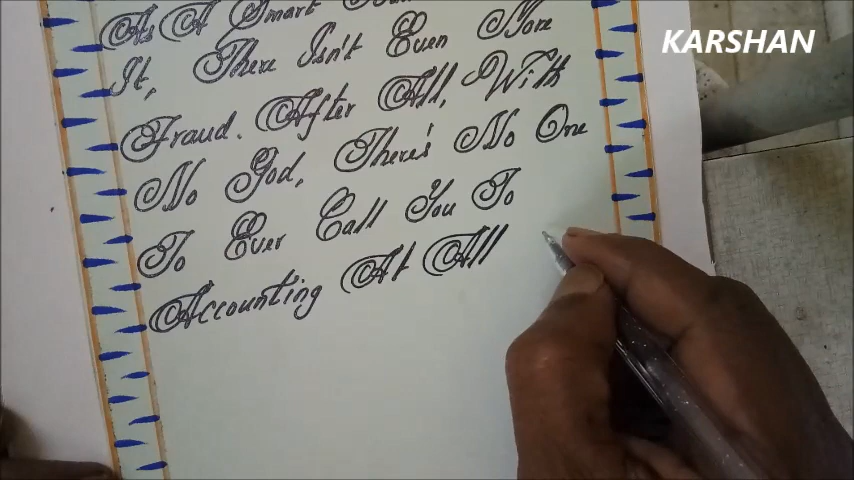 As A Smart
It, There Isn't Even More
Fraud. After All, With
No God, There's No One
To Ever Call You To
Accounting At All
KARSHAN